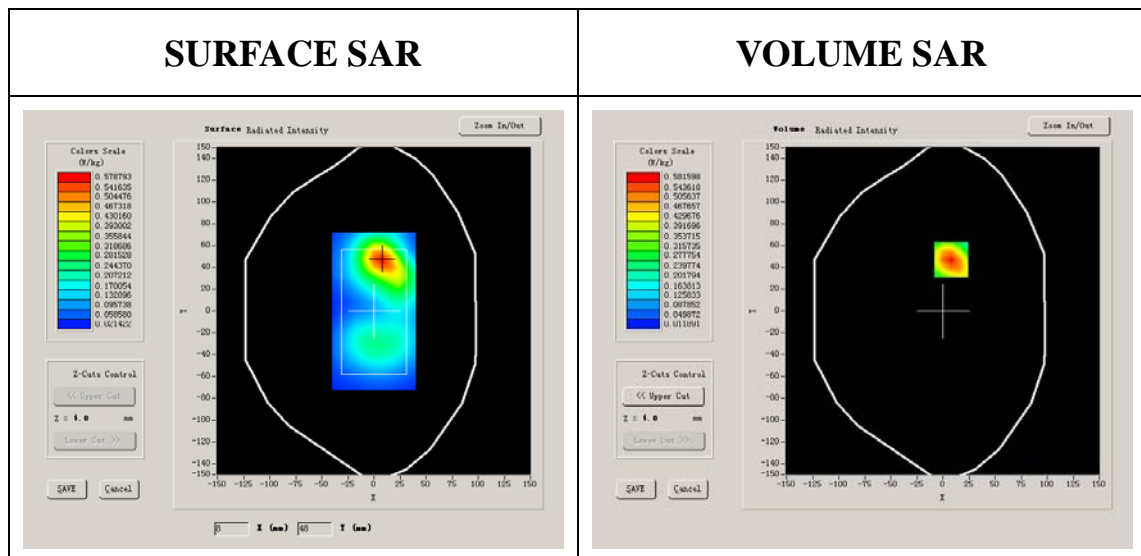 SURFACE SAR
VOLUME SAR
Surface Radiated Intensity
Zoom In/Out
Colors Scale
(W/kg)
0.578793
0.541635
0.504476
0.467318
0.430160
0.393002
0.355844
0.318686
0.281528
0.244370
0.207212
0.170054
0.132896
0.095738
0.058580
0.021422
150
140
120
100
80
60
40
20
0
-20
-40
-60
-80
-100
-120
-140
-150
Y
-150 -125 -100 -75 -50 -25 0 25 50 75 100 125 150
X
Z-Cuts Control
<< Upper Cut
Z = 4.0 mm
Lower Cut >>
SAVE
Cancel
8 X (mm) 48 Y (mm)
Volume Radiated Intensity
Zoom In/Out
Colors Scale
(W/kg)
0.581598
0.543618
0.505637
0.467657
0.429676
0.391696
0.353715
0.315735
0.277754
0.239774
0.201794
0.163813
0.125833
0.087852
0.049872
0.011891
150
140
120
100
80
60
40
20
0
-20
-40
-60
-80
-100
-120
-140
-150
Y
-150 -125 -100 -75 -50 -25 0 25 50 75 100 125 150
X
Z-Cuts Control
<< Upper Cut
Z = 4.0 mm
Lower Cut >>
SAVE
Cancel